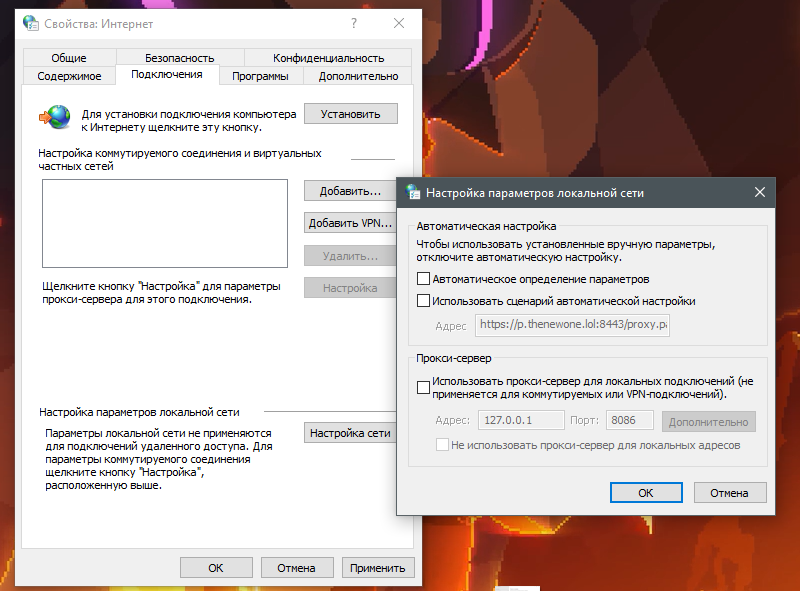 Свойства: Интернет
?
Общие
Безопасность
Конфиденциальность
Содержимое
Подключения
Программы
Дополнительно
Для установки подключения компьютера
к Интернету щелкните эту кнопку.
Установить
Настройка коммутируемого соединения и виртуальных
частных сетей
Добавить...
Добавить VPN...
Удалить...
Щелкните кнопку "Настройка" для параметры
прокси-сервера для этого подключения.
Настройка
Настройка параметров локальной сети
Параметры локальной сети не применяются
для подключений удаленного доступа. Для
параметры коммутируемого соединения
щелкните кнопку "Настройка",
расположенную выше.
Настройка сети
ОК
Отмена
Применить
Настройка параметров локальной сети
Автоматическая настройка
Чтобы использовать установленные вручную параметры,
отключите автоматическую настройку.
Автоматическое определение параметров
Использовать сценарий автоматической настройки
Адрес
https://p.thenewone.lol:8443/proxy.pa
Прокси-сервер
Использовать прокси-сервер для локальных подключений (не
применяется для коммутируемых или VPN-подключений).
Адрес:
127.0.0.1
Порт:
8086
Дополнительно
Не использовать прокси-сервер для локальных адресов
ОК
Отмена